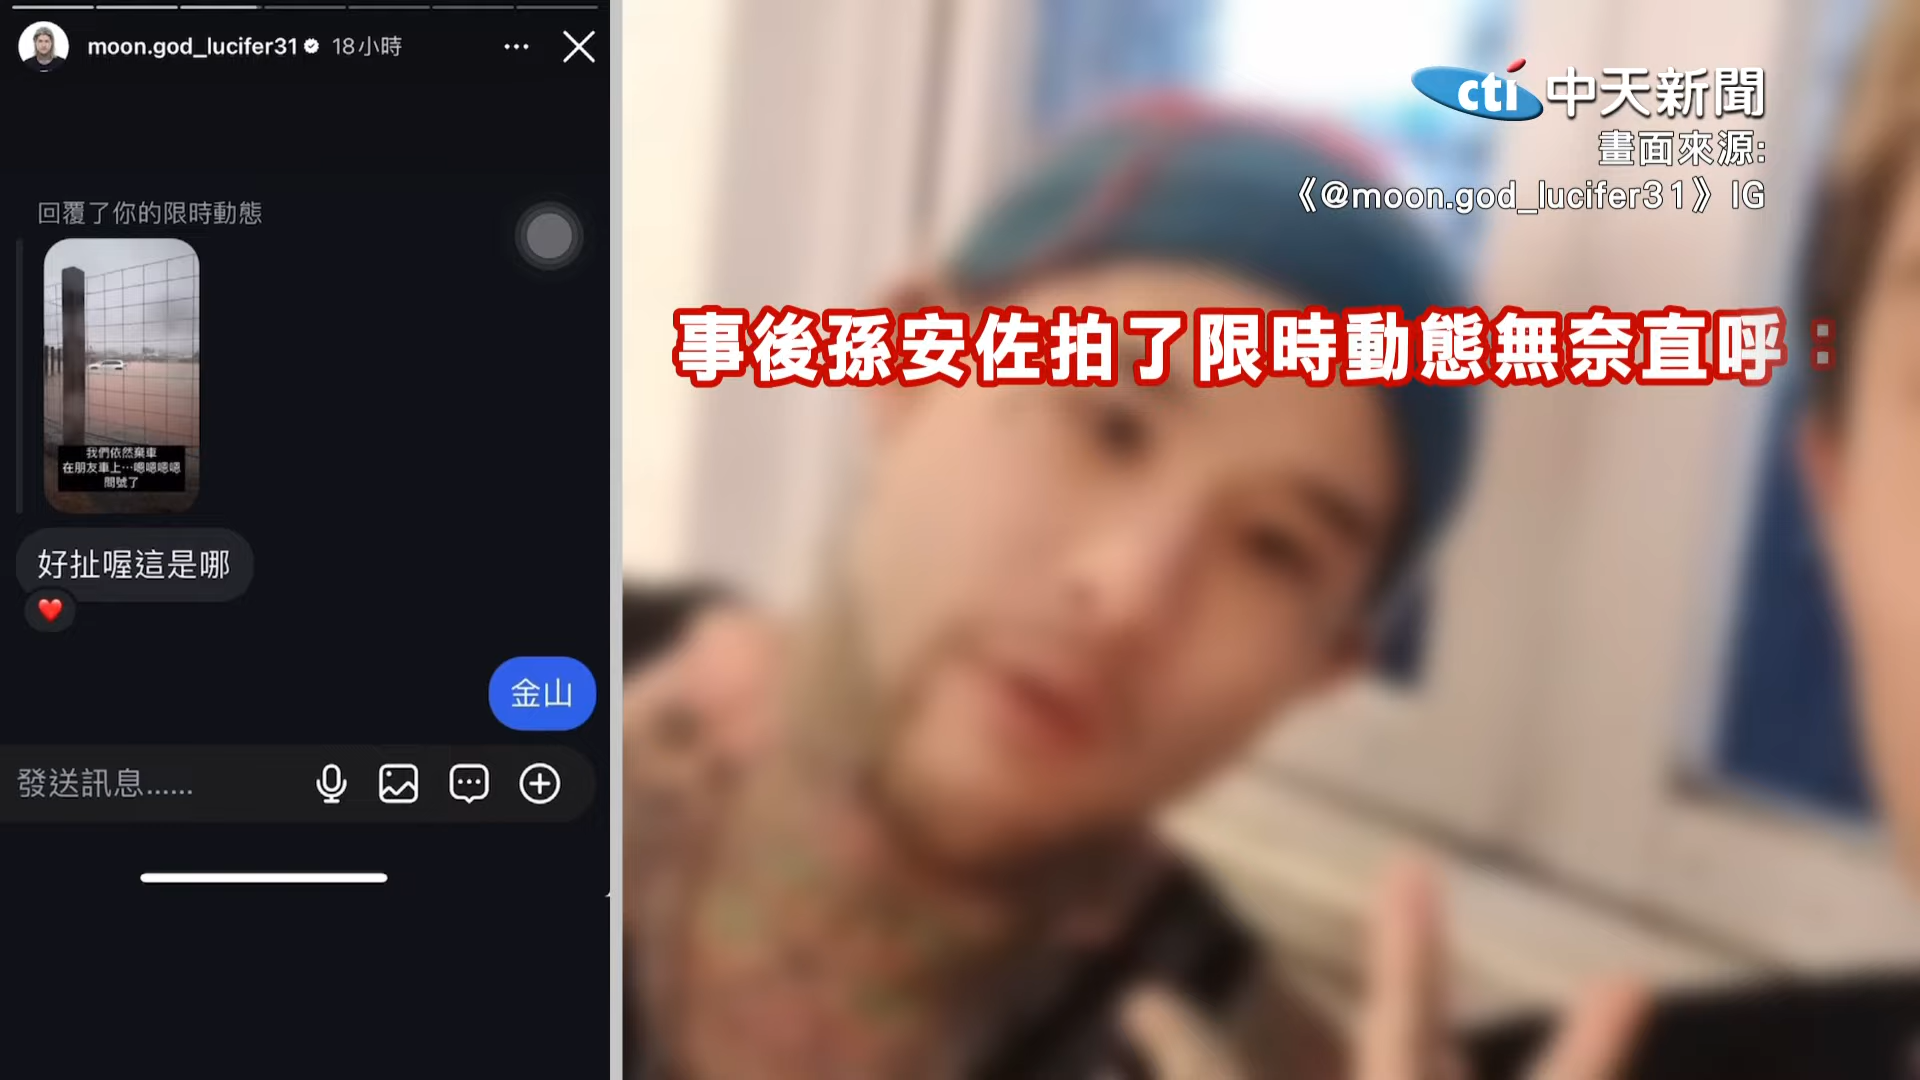 moon.god_lucifer31 18小時
回覆了你的限時動態
我們依然棄車
在朋友車上…嗯嗯嗯嗯
問號了
好扯喔這是哪
金山
發送訊息......
cti 中天新聞
畫面來源:
《@moon.god_lucifer31》IG
事後孫安佐拍了限時動態無奈直呼：